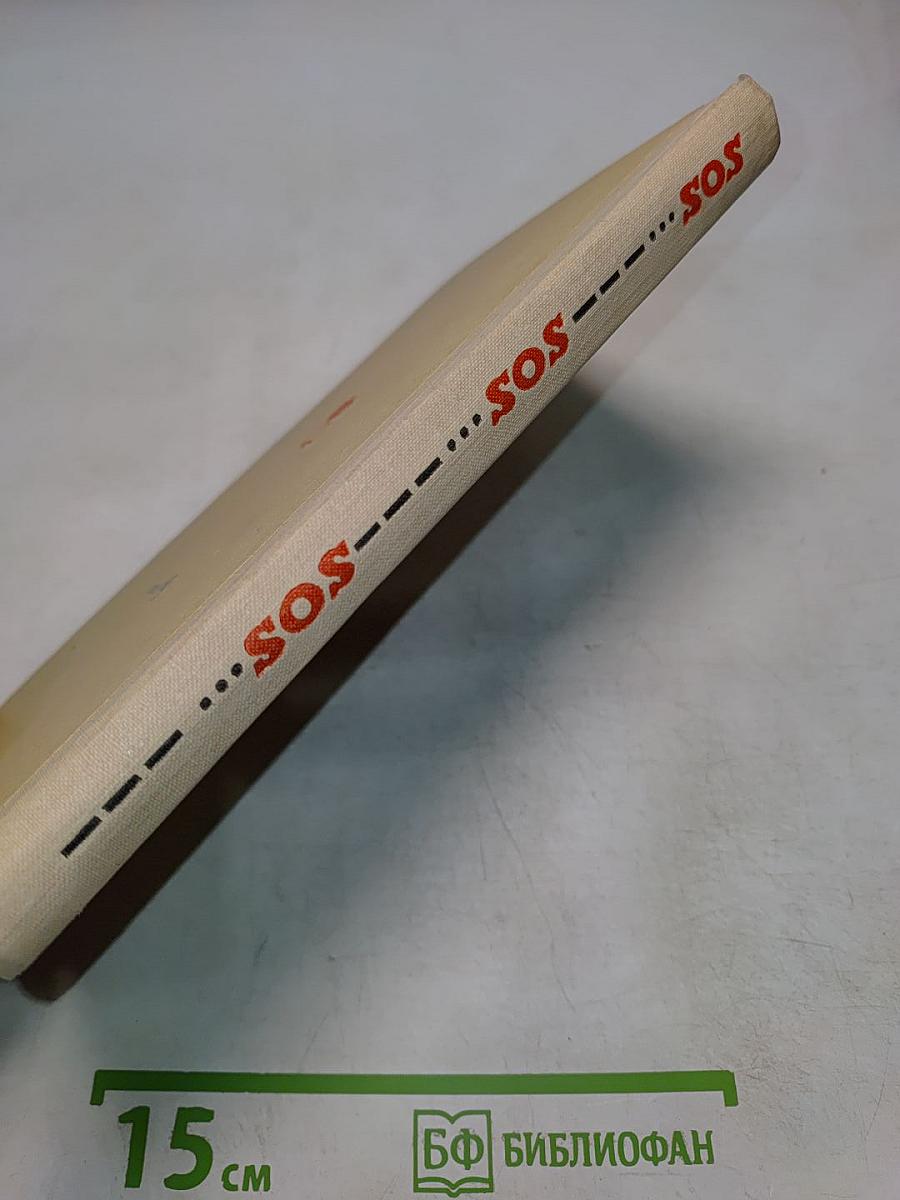 — — — ... SOS — — — ... SOS — — — ... SOS
15 см
БФ БИБЛИОФАН